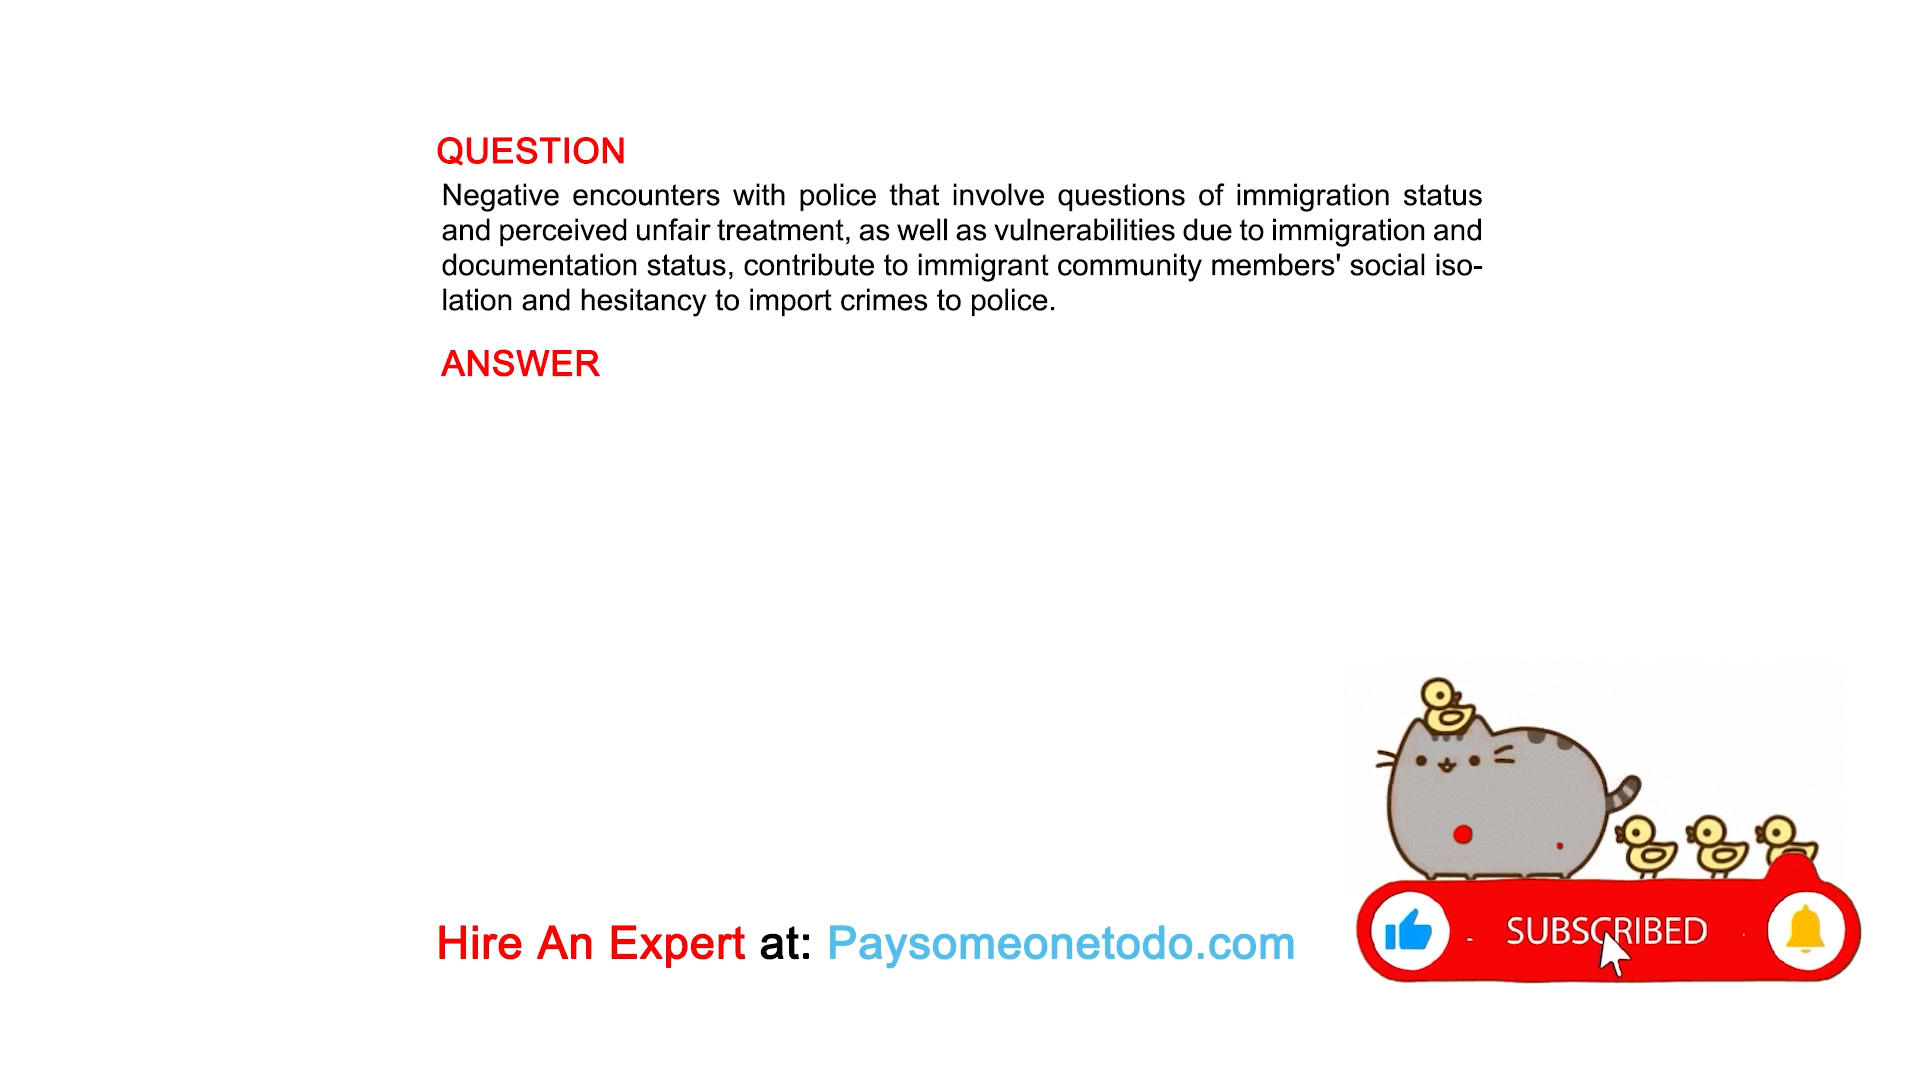 QUESTION
Negative encounters with police that involve questions of immigration status
and perceived unfair treatment, as well as vulnerabilities due to immigration and
documentation status, contribute to immigrant community members' social iso-
lation and hesitancy to import crimes to police.
ANSWER
Hire An Expert at: Paysomeonetodo.com
SUBSCRIBED